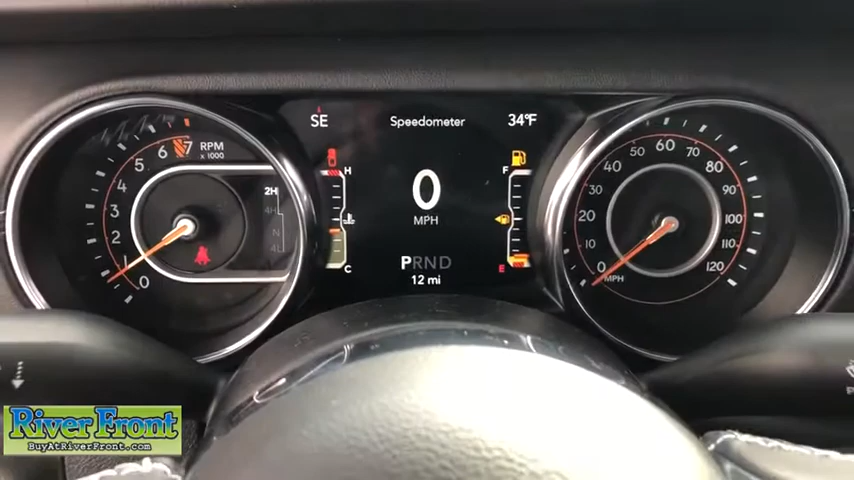 SE
Speedometer
34°F
RPM
x 1000
0
1
2
3
4
5
6
7
2H
4H
N
4L
H
C
F
E
0
MPH
PRND
12 mi
0
10
20
30
40
50
60
70
80
90
100
110
120
MPH
River Front
BuyAtRiverFront.com